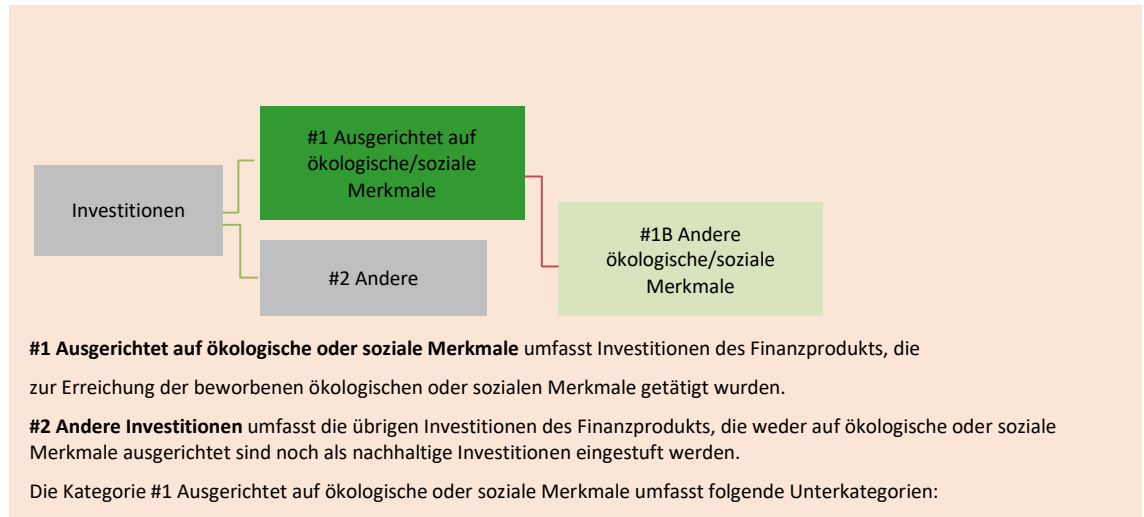 #1 Ausgerichtet auf
ökologische/soziale
Merkmale
Investitionen
#1B Andere
ökologische/soziale
Merkmale
#2 Andere
#1 Ausgerichtet auf ökologische oder soziale Merkmale umfasst Investitionen des Finanzprodukts, die
zur Erreichung der beworbenen ökologischen oder sozialen Merkmale getätigt wurden.
#2 Andere Investitionen umfasst die übrigen Investitionen des Finanzprodukts, die weder auf ökologische oder soziale
Merkmale ausgerichtet sind noch als nachhaltige Investitionen eingestuft werden.
Die Kategorie #1 Ausgerichtet auf ökologische oder soziale Merkmale umfasst folgende Unterkategorien: